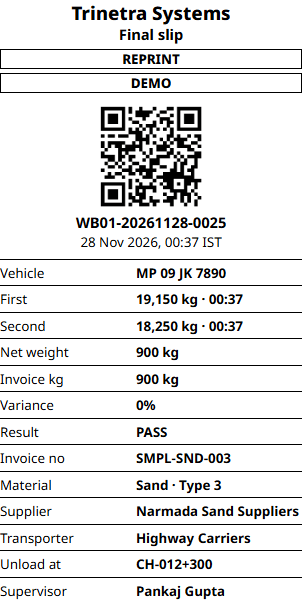 Trinetra Systems
Final slip
REPRINT
DEMO
WB01-20261128-0025
28 Nov 2026, 00:37 IST
Vehicle MP 09 JK 7890
First 19,150 kg · 00:37
Second 18,250 kg · 00:37
Net weight 900 kg
Invoice kg 900 kg
Variance 0%
Result PASS
Invoice no SMPL-SND-003
Material Sand · Type 3
Supplier Narmada Sand Suppliers
Transporter Highway Carriers
Unload at CH-012+300
Supervisor Pankaj Gupta